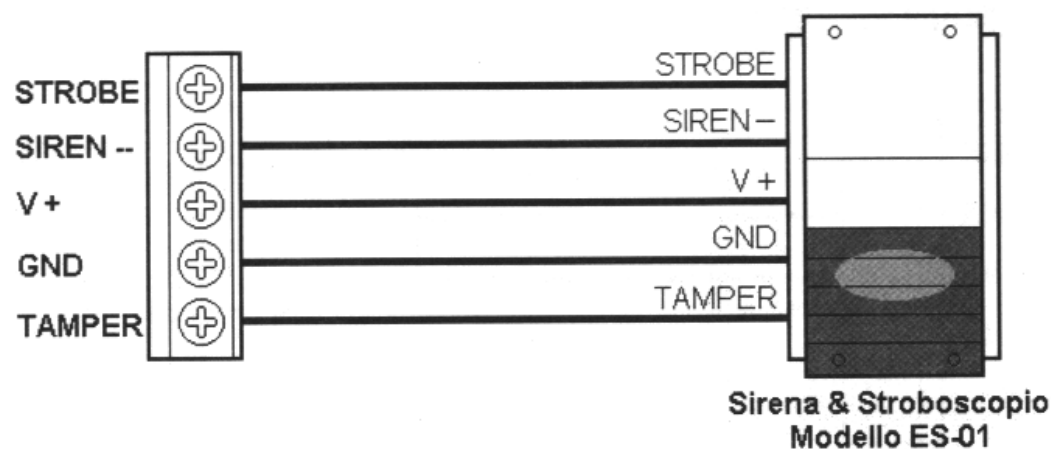 STROBE
SIREN --
V +
GND
TAMPER
STROBE
SIREN –
V +
GND
TAMPER
Sirena & Stroboscopio
Modello ES-01